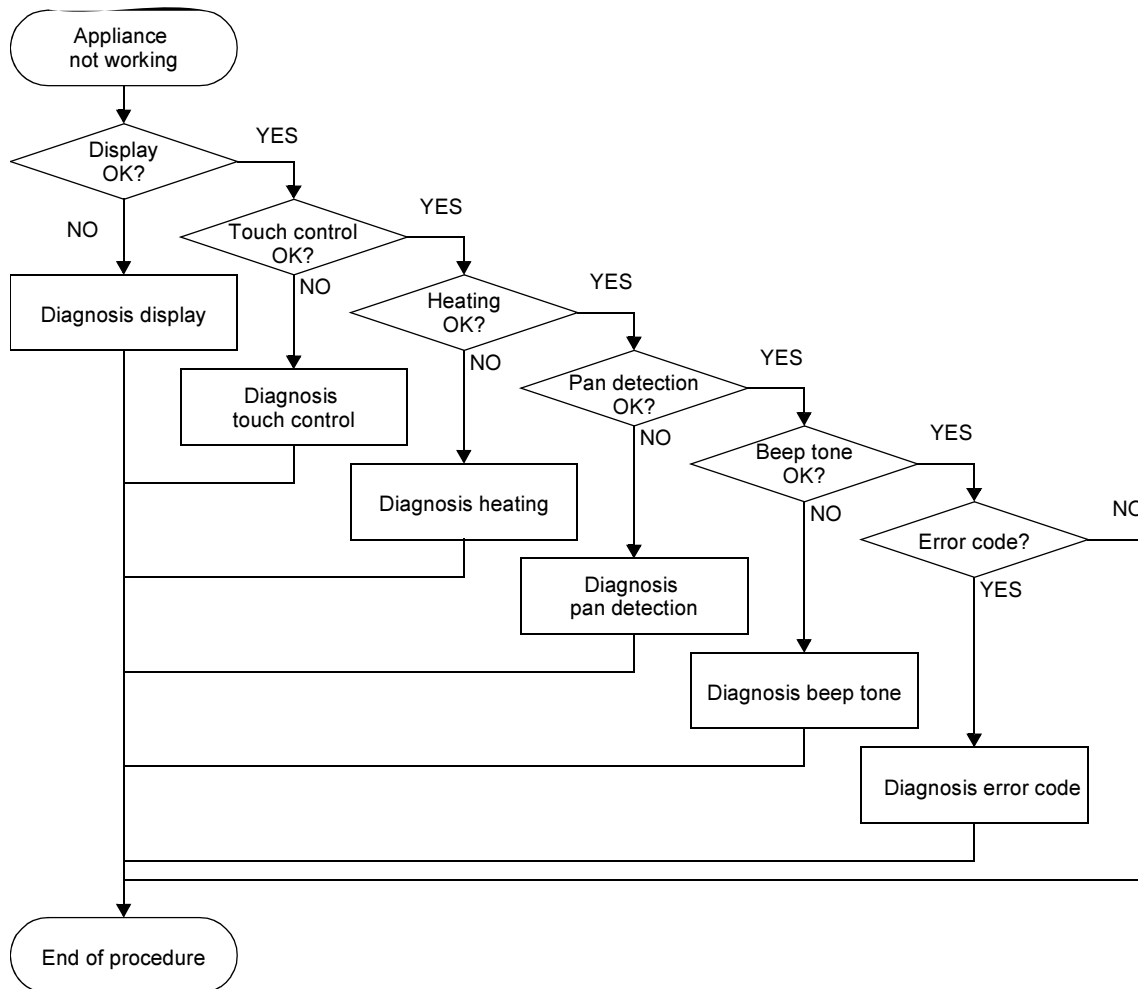 Appliance
not working
YES
Display
OK?
NO
YES
Touch control
OK?
NO
Diagnosis display
YES
Heating
OK?
NO
Diagnosis
touch control
YES
Pan detection
OK?
NO
Diagnosis heating
YES
Beep tone
OK?
NO
NO
Error code?
YES
Diagnosis
pan detection
Diagnosis beep tone
Diagnosis error code
End of procedure